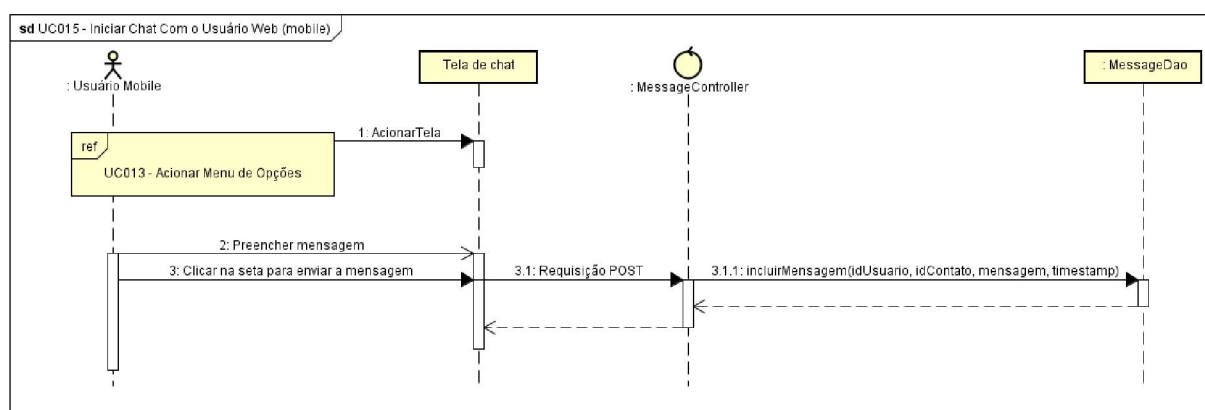 sd UC015 - Iniciar Chat Com o Usuário Web (mobile)
: Usuário Mobile
Tela de chat
: MessageController
: MessageDao
ref
UC013 - Acionar Menu de Opções
1: AcionarTela
2: Preencher mensagem
3: Clicar na seta para enviar a mensagem
3.1: Requisição POST
3.1.1: incluirMensagem(idUsuario, idContato, mensagem, timestamp)